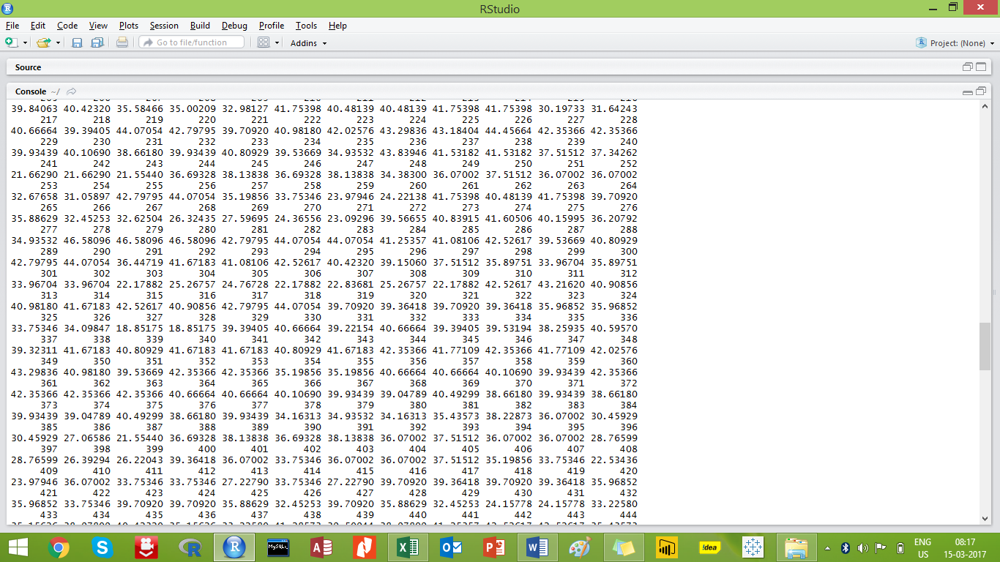 RStudio
File Edit Code View Plots Session Build Debug Profile Tools Help
Go to file/function Addins Project: (None)
Source
Console ~/
39.84063 40.42320 35.58466 35.00209 32.98127 41.75398 40.48139 40.48139 41.75398 41.75398 30.19733 31.64243
217 218 219 220 221 222 223 224 225 226 227 228
40.66664 39.39405 44.07054 42.79795 39.70920 40.98180 42.02576 43.29836 43.18404 44.45664 42.35366 42.35366
229 230 231 232 233 234 235 236 237 238 239 240
39.93439 40.10690 38.66180 39.93439 40.80929 39.53669 34.93532 43.83946 41.53182 41.53182 37.51512 37.34262
241 242 243 244 245 246 247 248 249 250 251 252
21.66290 21.66290 21.55440 36.69328 38.13838 36.69328 38.13838 34.38300 36.07002 37.51512 36.07002 36.07002
253 254 255 256 257 258 259 260 261 262 263 264
32.67658 31.05897 42.79795 44.07054 35.19856 33.75346 23.97946 24.22138 41.75398 40.48139 41.75398 39.70920
265 266 267 268 269 270 271 272 273 274 275 276
35.88629 32.45253 32.62504 26.32435 27.59695 24.36556 23.09296 39.56655 40.83915 41.60506 40.15995 36.20792
277 278 279 280 281 282 283 284 285 286 287 288
34.93532 46.58096 46.58096 46.58096 42.79795 44.07054 44.07054 41.25357 41.08106 42.52617 39.53669 40.80929
289 290 291 292 293 294 295 296 297 298 299 300
42.79795 44.07054 36.44719 41.67183 41.08106 42.52617 40.42320 39.15060 37.51512 35.89751 33.96704 35.89751
301 302 303 304 305 306 307 308 309 310 311 312
33.96704 33.96704 22.17882 25.26757 24.76728 22.17882 22.83681 25.26757 22.17882 42.52617 43.21620 40.90856
313 314 315 316 317 318 319 320 321 322 323 324
40.98180 41.67183 42.52617 40.90856 42.79795 44.07054 39.70920 39.36418 39.70920 39.36418 35.96852 35.96852
325 326 327 328 329 330 331 332 333 334 335 336
33.75346 34.09847 18.85175 18.85175 39.39405 40.66664 39.22154 40.66664 39.39405 39.53194 38.25935 40.59570
337 338 339 340 341 342 343 344 345 346 347 348
39.32311 41.67183 40.80929 41.67183 41.67183 40.80929 41.67183 42.35366 41.77109 42.35366 41.77109 42.02576
349 350 351 352 353 354 355 356 357 358 359 360
43.29836 40.98180 39.53669 42.35366 42.35366 35.19856 35.19856 40.66664 40.66664 40.10690 39.93439 42.35366
361 362 363 364 365 366 367 368 369 370 371 372
42.35366 42.35366 42.35366 40.66664 40.66664 40.10690 39.93439 39.04789 40.49299 38.66180 39.93439 38.66180
373 374 375 376 377 378 379 380 381 382 383 384
39.93439 39.04789 40.49299 38.66180 39.93439 34.16313 34.93532 34.16313 35.43573 38.22873 36.07002 30.45929
385 386 387 388 389 390 391 392 393 394 395 396
30.45929 27.06586 21.55440 36.69328 38.13838 36.69328 38.13838 36.07002 37.51512 36.07002 36.07002 28.76599
397 398 399 400 401 402 403 404 405 406 407 408
28.76599 26.39294 26.22043 39.36418 36.07002 33.75346 36.07002 36.07002 37.51512 35.19856 33.75346 22.53436
409 410 411 412 413 414 415 416 417 418 419 420
23.97946 36.07002 33.75346 33.75346 27.22790 33.75346 27.22790 39.70920 39.36418 39.70920 39.36418 35.96852
421 422 423 424 425 426 427 428 429 430 431 432
35.96852 33.75346 39.70920 39.70920 35.88629 32.45253 39.70920 35.88629 32.45253 24.15778 24.15778 33.22580
433 434 435 436 437 438 439 440 441 442 443 444
MySQL
!dea
ENG 08:17
US 15-03-2017